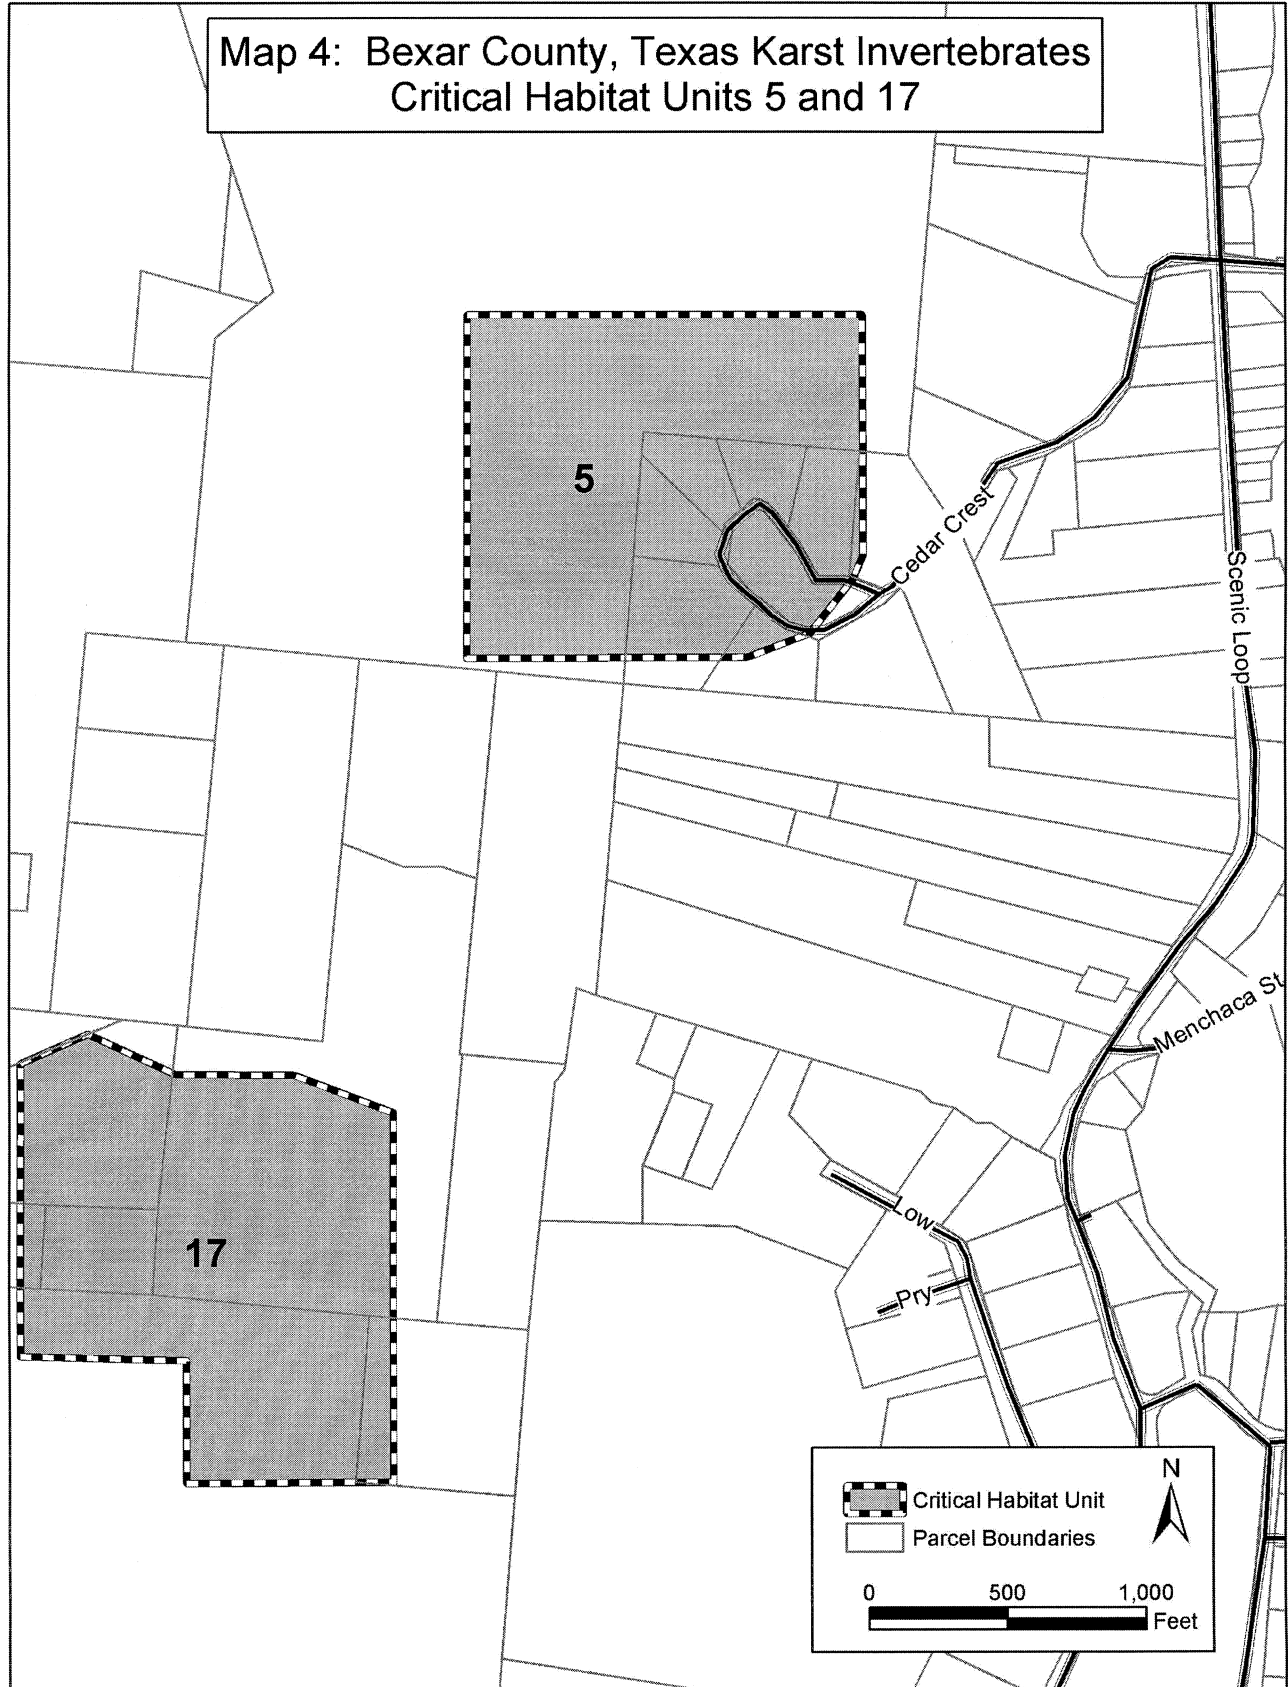 Map 4: Bexar County, Texas Karst Invertebrates
Critical Habitat Units 5 and 17
5
Cedar Crest
Scenic Loop
Menchaca St
Low
Pry
17
N
Critical Habitat Unit
Parcel Boundaries
0 500 1,000
Feet